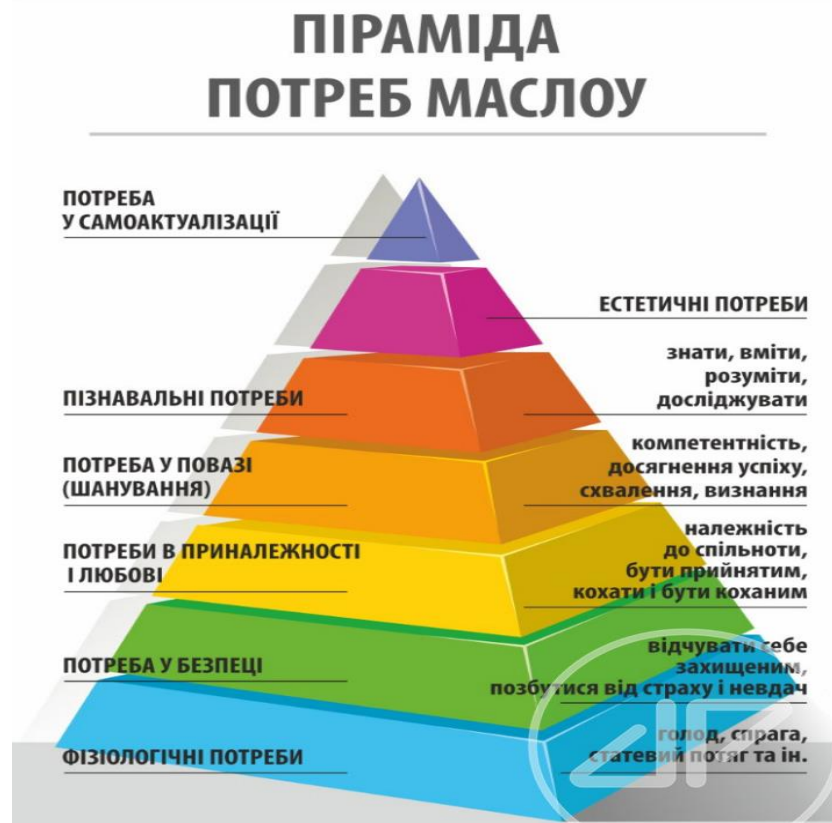 ПІРАМІДА
ПОТРЕБ МАСЛОУ
ПОТРЕБА
У САМОАКТУАЛІЗАЦІЇ
ЕСТЕТИЧНІ ПОТРЕБИ
ПІЗНАВАЛЬНІ ПОТРЕБИ
знати, вміти,
розуміти,
досліджувати
ПОТРЕБА У ПОВАЗІ
(ШАНУВАННЯ)
компетентність,
досягнення успіху,
схвалення, визнання
ПОТРЕБИ В ПРИНАЛЕЖНОСТІ
І ЛЮБОВІ
належність
до спільноти,
бути прийнятим,
кохати і бути коханим
ПОТРЕБА У БЕЗПЕЦІ
відчувати себе
захищеним,
позбутися від страху і невдач
ФІЗІОЛОГІЧНІ ПОТРЕБИ
голод, спрага,
статевий потяг та ін.